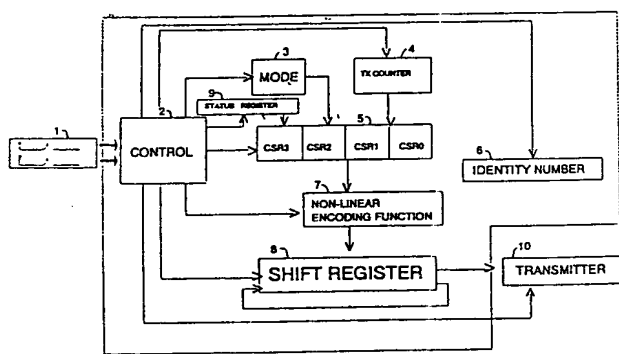 3
4
MODE
TX COUNTER
9
STATUS REGISTER
2
5
1
CONTROL
CSR3 CSR2 CSR1 CSR0
6
IDENTITY NUMBER
7
NON-LINEAR
ENCODING FUNCTION
8
10
SHIFT REGISTER
TRANSMITTER